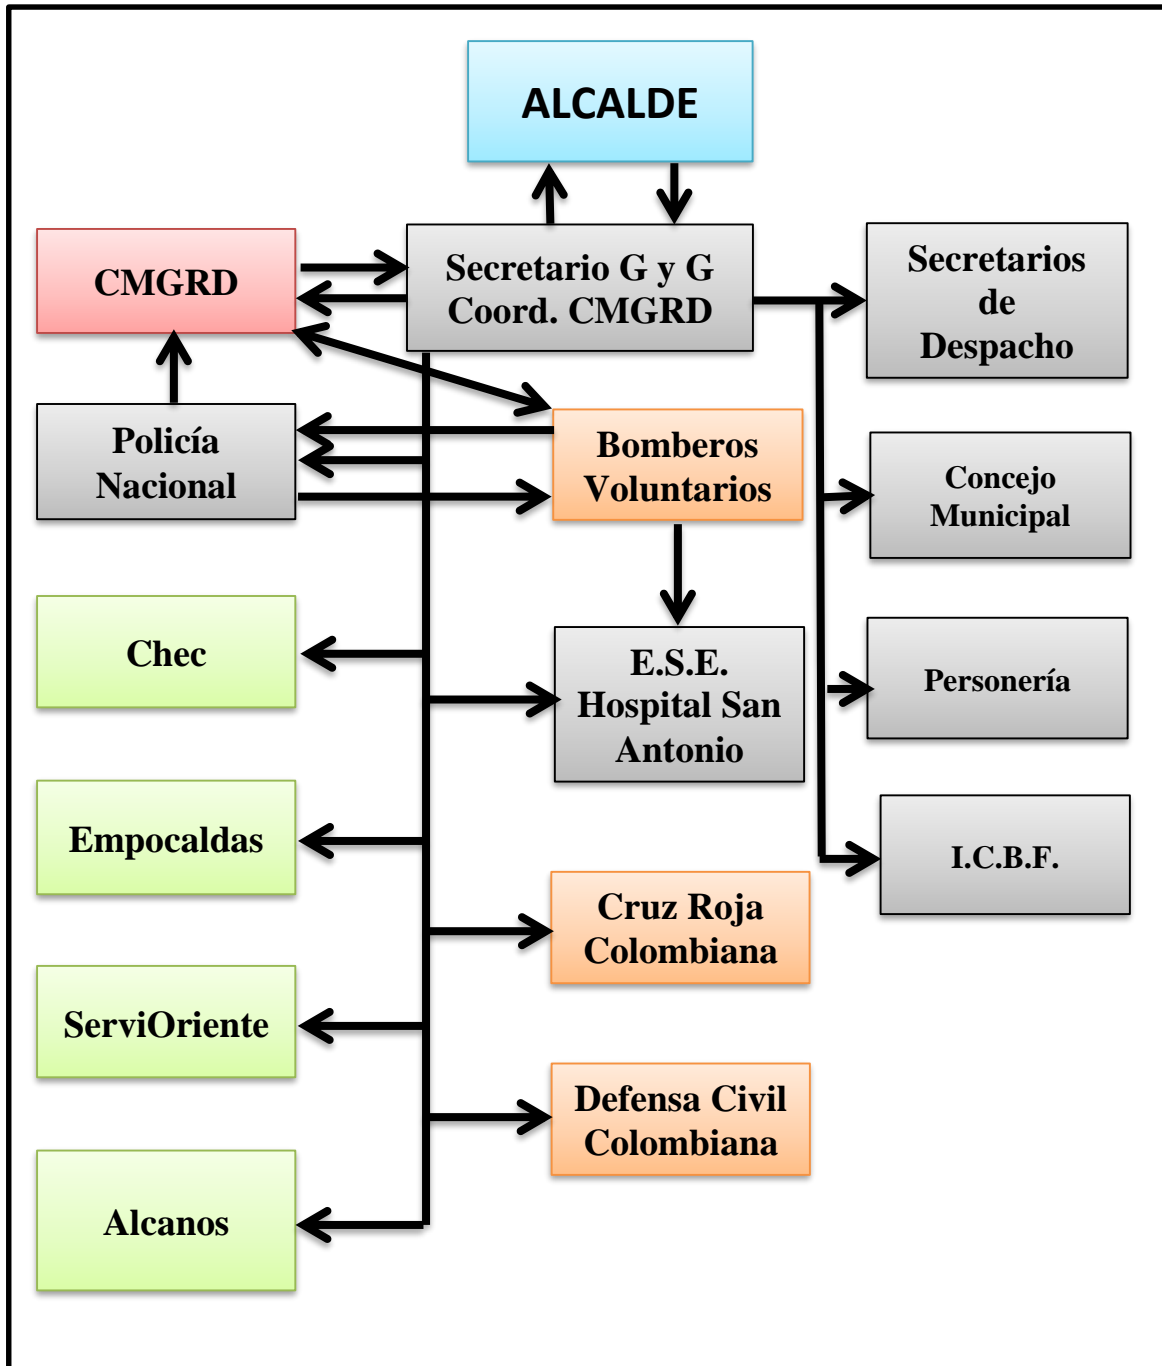 ALCALDE
CMGRD
Secretario G y G
Coord. CMGRD
Secretarios
de
Despacho
Policía
Nacional
Bomberos
Voluntarios
Concejo
Municipal
Chec
E.S.E.
Hospital San
Antonio
Personería
Empocaldas
I.C.B.F.
Cruz Roja
Colombiana
ServiOriente
Defensa Civil
Colombiana
Alcanos